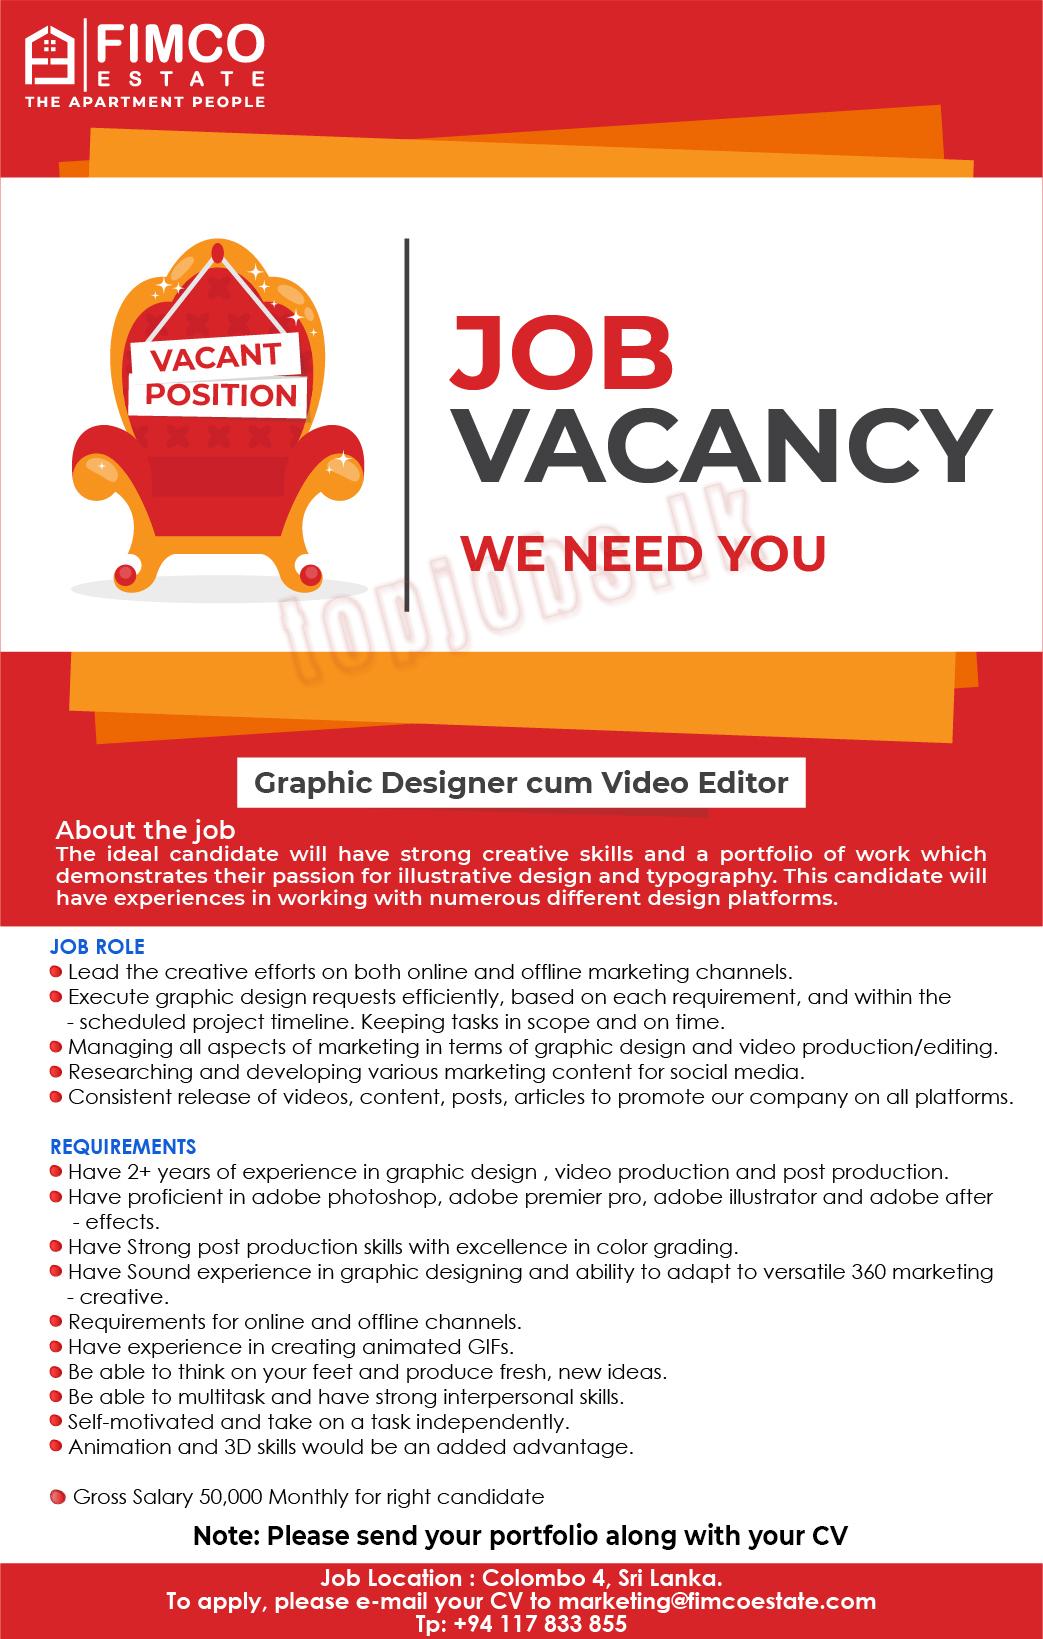 FIMCO
ESTATE
THE APARTMENT PEOPLE
VACANT
POSITION
JOB
VACANCY
WE NEED YOU
topjobs.lk
Graphic Designer cum Video Editor
About the job
The ideal candidate will have strong creative skills and a portfolio of work which
demonstrates their passion for illustrative design and typography. This candidate will
have experiences in working with numerous different design platforms.
JOB ROLE
Lead the creative efforts on both online and offline marketing channels.
Execute graphic design requests efficiently, based on each requirement, and within the
- scheduled project timeline. Keeping tasks in scope and on time.
Managing all aspects of marketing in terms of graphic design and video production/editing.
Researching and developing various marketing content for social media.
Consistent release of videos, content, posts, articles to promote our company on all platforms.
REQUIREMENTS
Have 2+ years of experience in graphic design , video production and post production.
Have proficient in adobe photoshop, adobe premier pro, adobe illustrator and adobe after
- effects.
Have Strong post production skills with excellence in color grading.
Have Sound experience in graphic designing and ability to adapt to versatile 360 marketing
- creative.
Requirements for online and offline channels.
Have experience in creating animated GIFs.
Be able to think on your feet and produce fresh, new ideas.
Be able to multitask and have strong interpersonal skills.
Self-motivated and take on a task independently.
Animation and 3D skills would be an added advantage.
Gross Salary 50,000 Monthly for right candidate
Note: Please send your portfolio along with your CV
Job Location : Colombo 4, Sri Lanka.
To apply, please e-mail your CV to marketing@fimcoestate.com
Tp: +94 117 833 855